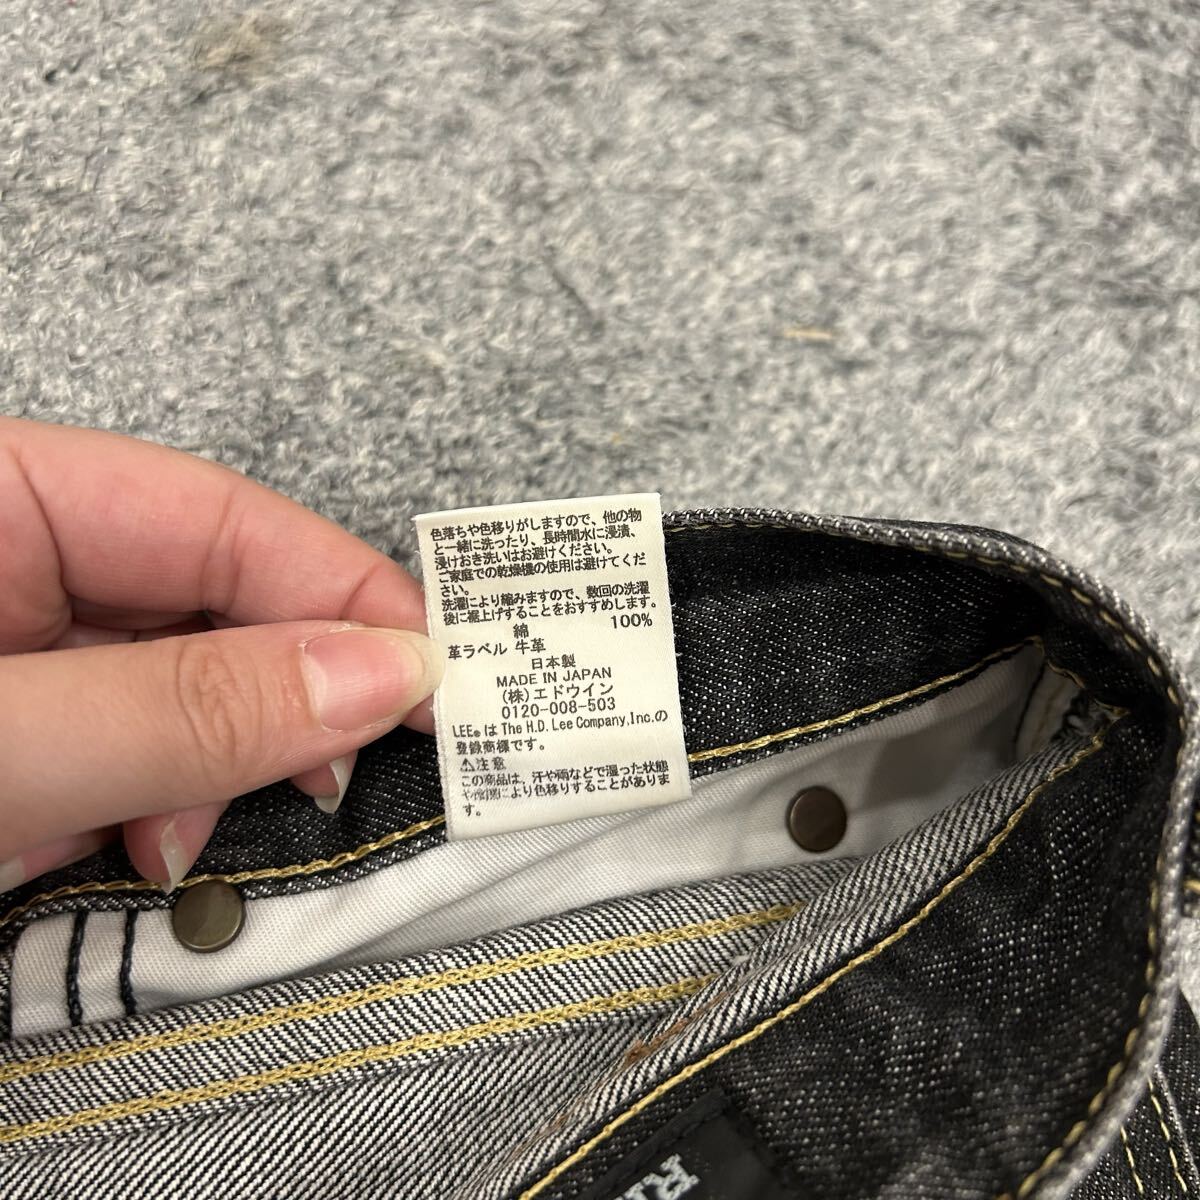 色落ちや色移りがしますので、他の物
と一緒に洗ったり、長時間水に浸漬、
浸けおき洗いはお避けください。
ご家庭での乾燥機の使用は避けてくだ
さい。
洗濯により縮みますので、数回の洗濯
後に裾上げすることをおすすめします。
綿 100%
革ラベル 牛革
日本製
MADE IN JAPAN
(株)エドウイン
0120-008-503
LEE®はThe H.D. Lee Company,Inc.の
登録商標です。
⚠注意
この商品は、汗や雨などで湿った状態
や摩擦により色移りすることがありま
す。